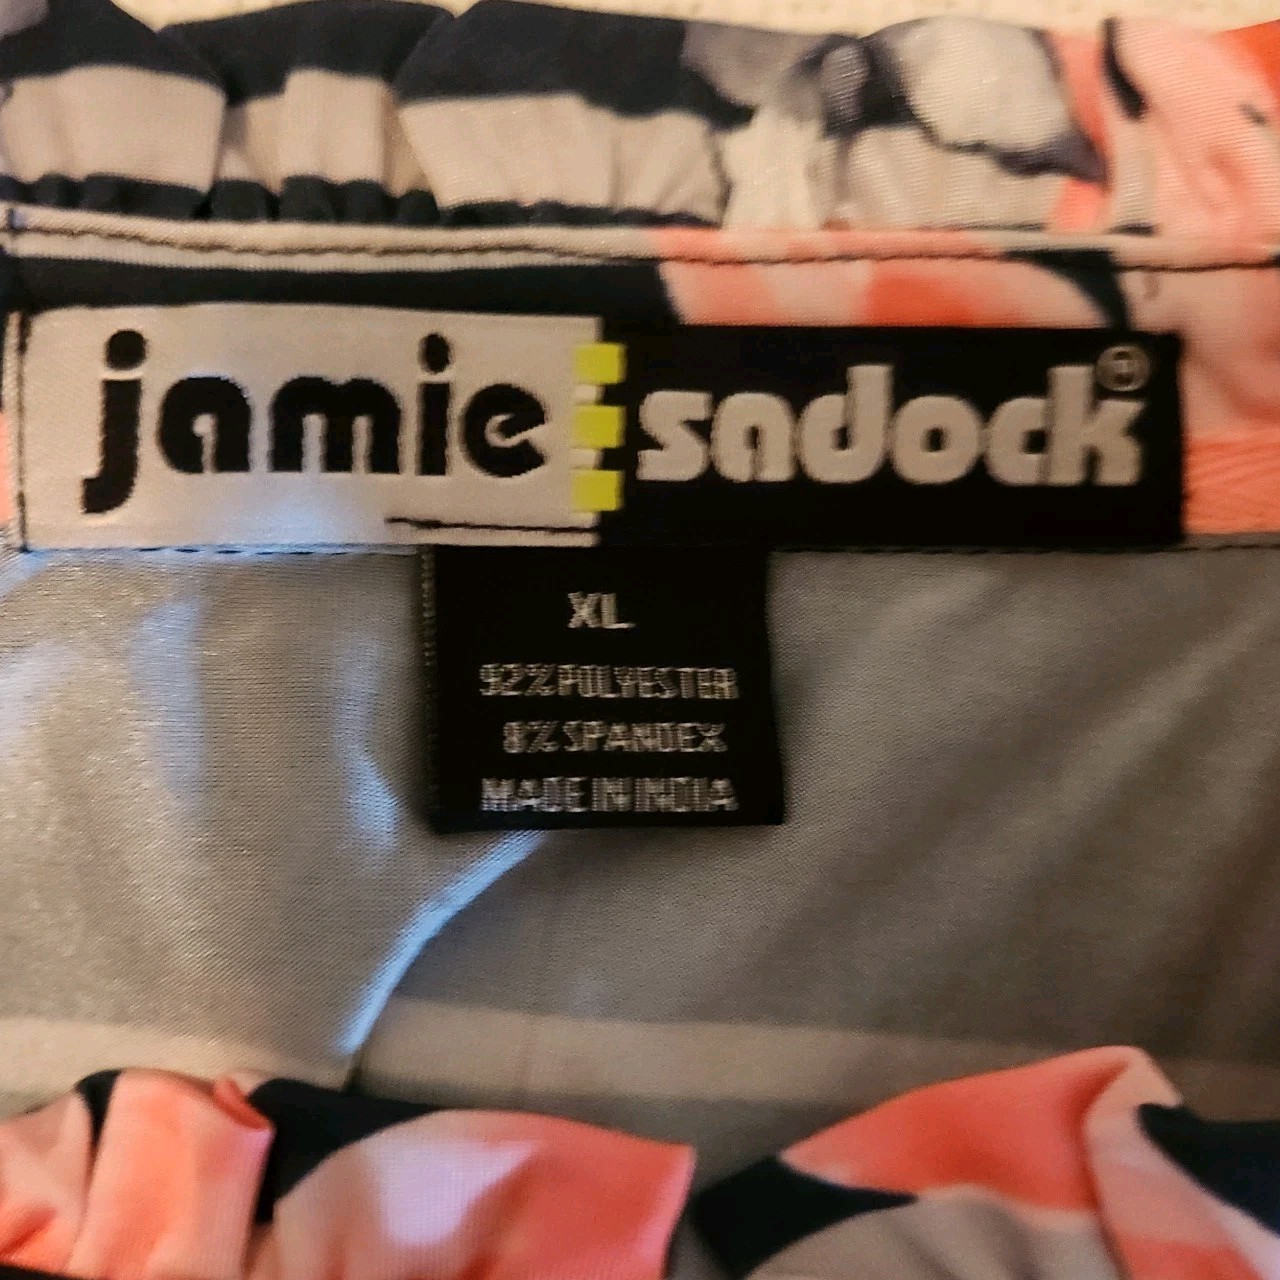 jamie sadock®
XL
92% POLYESTER
8% SPANDEX
MADE IN INDIA